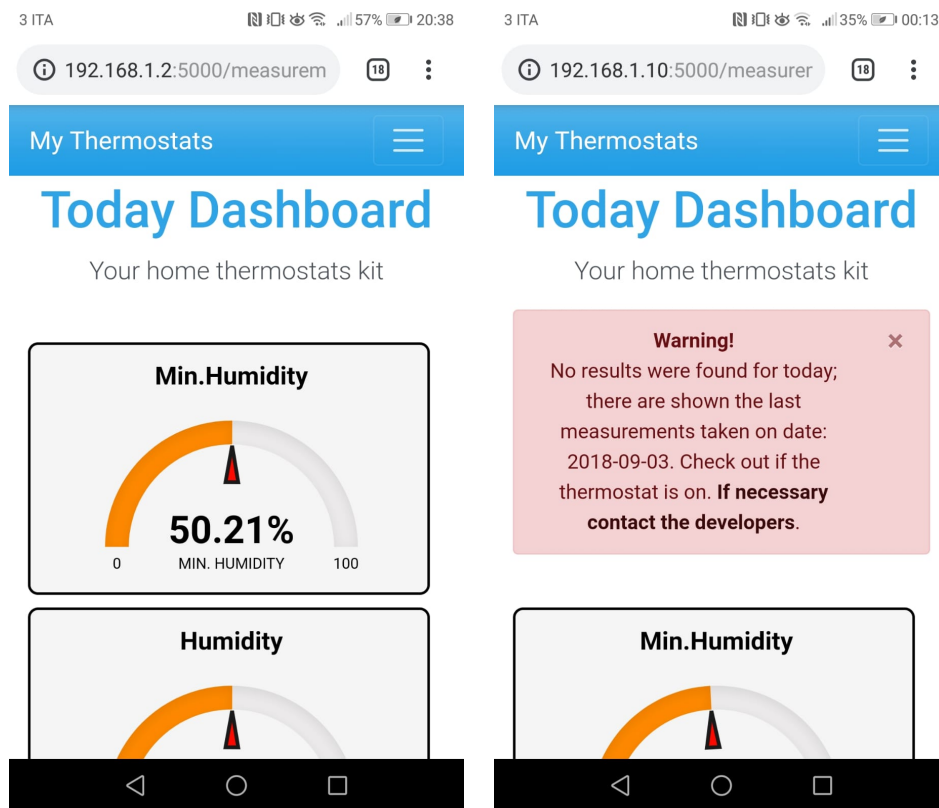 3 ITA 57% 20:38
192.168.1.2:5000/measurem 18
My Thermostats
Today Dashboard
Your home thermostats kit
Min.Humidity
50.21%
0 MIN. HUMIDITY 100
Humidity
3 ITA 35% 00:13
192.168.1.10:5000/measurer 18
My Thermostats
Today Dashboard
Your home thermostats kit
Warning! ×
No results were found for today;
there are shown the last
measurements taken on date:
2018-09-03. Check out if the
thermostat is on. If necessary
contact the developers.
Min.Humidity